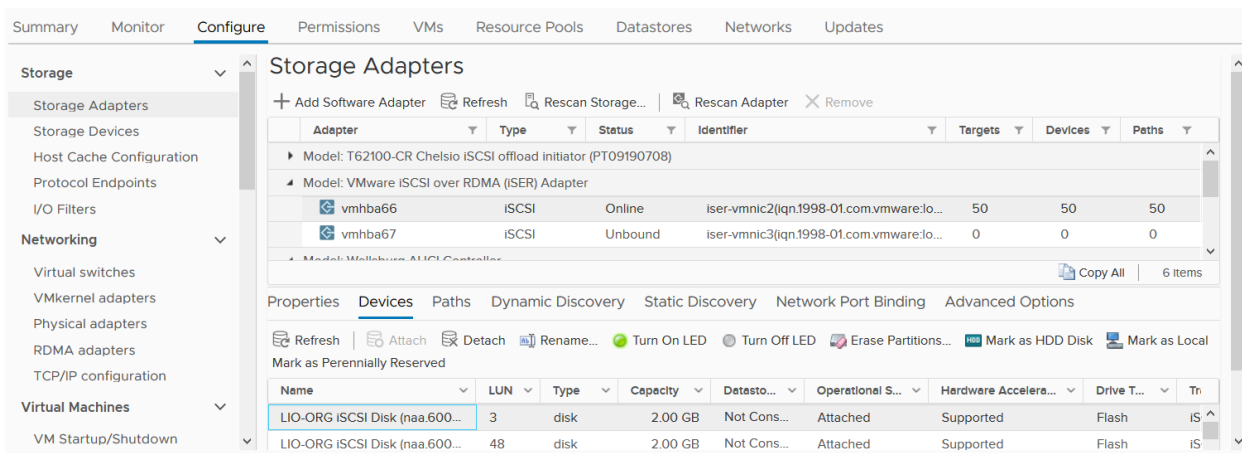 Summary Monitor Configure Permissions VMs Resource Pools Datastores Networks Updates
Storage
Storage Adapters
Storage Devices
Host Cache Configuration
Protocol Endpoints
I/O Filters
Networking
Virtual switches
VMkernel adapters
Physical adapters
RDMA adapters
TCP/IP configuration
Virtual Machines
VM Startup/Shutdown
Storage Adapters
Add Software Adapter Refresh Rescan Storage... Rescan Adapter Remove
Adapter Type Status Identifier Targets Devices Paths
Model: T62100-CR Chelsio iSCSI offload initiator (PT09190708)
Model: VMware iSCSI over RDMA (iSER) Adapter
vmhba66 iSCSI Online iser-vmnic2(iqn.1998-01.com.vmware:lo... 50 50 50
vmhba67 iSCSI Unbound iser-vmnic3(iqn.1998-01.com.vmware:lo... 0 0 0
Model: Wellsburg AHCI Controller
Copy All 6 items
Properties Devices Paths Dynamic Discovery Static Discovery Network Port Binding Advanced Options
Refresh Attach Detach Rename... Turn On LED Turn Off LED Erase Partitions... HDD Mark as HDD Disk Mark as Local
Mark as Perennially Reserved
Name LUN Type Capacity Datasto... Operational S... Hardware Accelera... Drive T... Tr
LIO-ORG iSCSI Disk (naa.600... 3 disk 2.00 GB Not Cons... Attached Supported Flash iS
LIO-ORG iSCSI Disk (naa.600... 48 disk 2.00 GB Not Cons... Attached Supported Flash iS